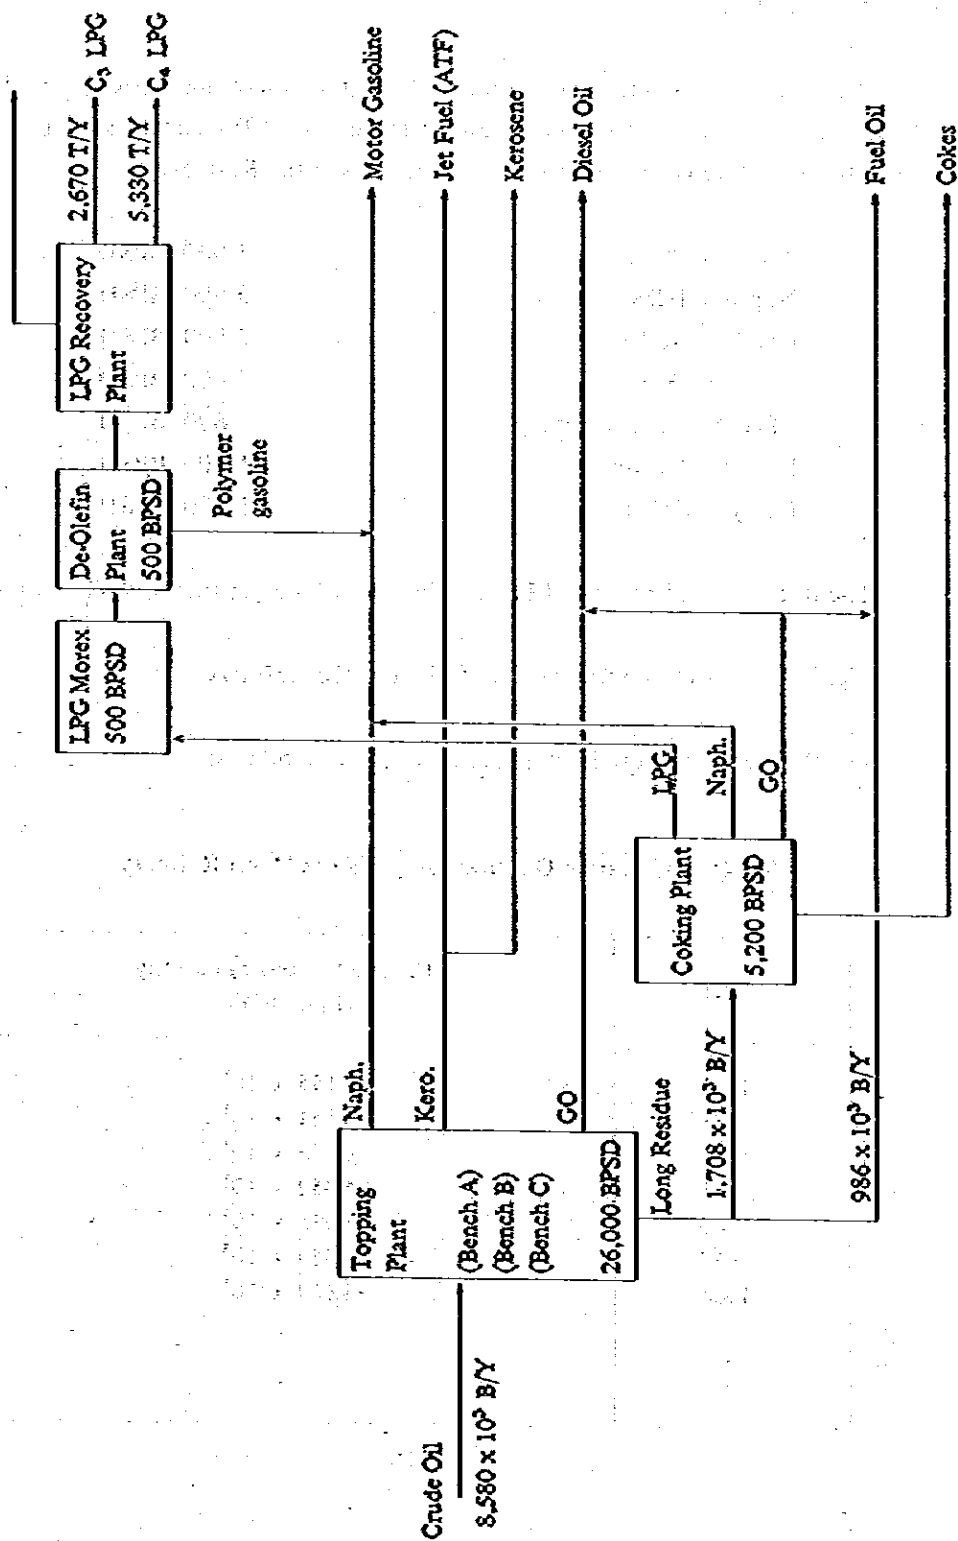 Crude Oil
8,580 x 10³ B/Y
Topping
Plant
(Bench A)
(Bench B)
(Bench C)
26,000 BPSD
Naph.
Kero.
GO
Long Residue
1,708 x 10³ B/Y
986 x 10³ B/Y
Coking Plant
5,200 BPSD
LPG
Naph.
GO
LPG Merox
500 BPSD
De-Olefin
Plant
500 BPSD
Polymer
gasoline
LPG Recovery
Plant
2,670 T/Y
C₃ LPG
5,330 T/Y
C₄ LPG
Motor Gasoline
Jet Fuel (ATF)
Kerosene
Diesel Oil
Fuel Oil
Cokes